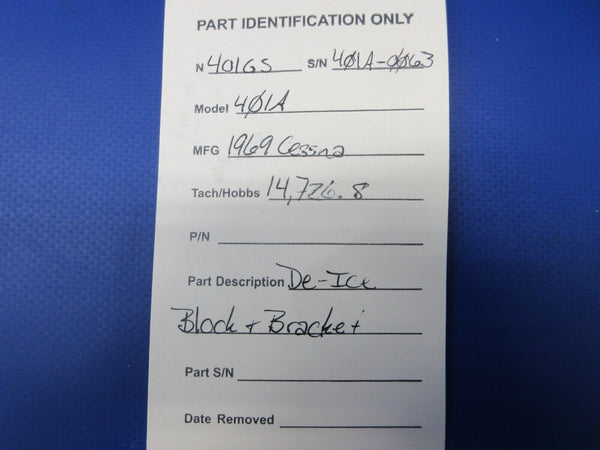 PART IDENTIFICATION ONLY
N 401GS S/N 401A-0063
Model 401A
MFG 1969 Cessna
Tach/Hobbs 14,726.8
P/N
Part Description De-Ice
Block + Bracket
Part S/N
Date Removed